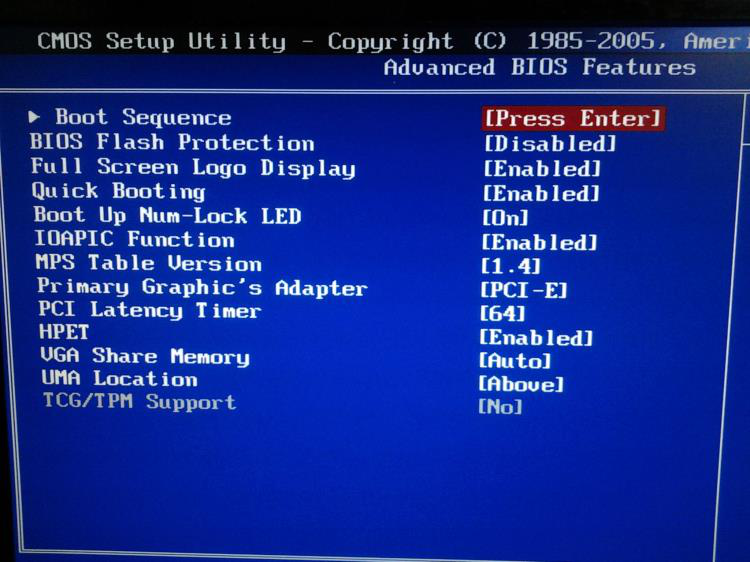 CMOS Setup Utility - Copyright (C) 1985-2005,
Advanced BIOS Features
Boot Sequence [Press Enter]
BIOS Flash Protection [Disabled]
Full Screen Logo Display [Enabled]
Quick Booting [Enabled]
Boot Up Num-Lock LED [On]
IOAPIC Function [Enabled]
MPS Table Version [1.4]
Primary Graphic's Adapter [PCI-E]
PCI Latency Timer [64]
HPET [Enabled]
VGA Share Memory [Auto]
UMA Location [Above]
TCG/TPM Support [No]